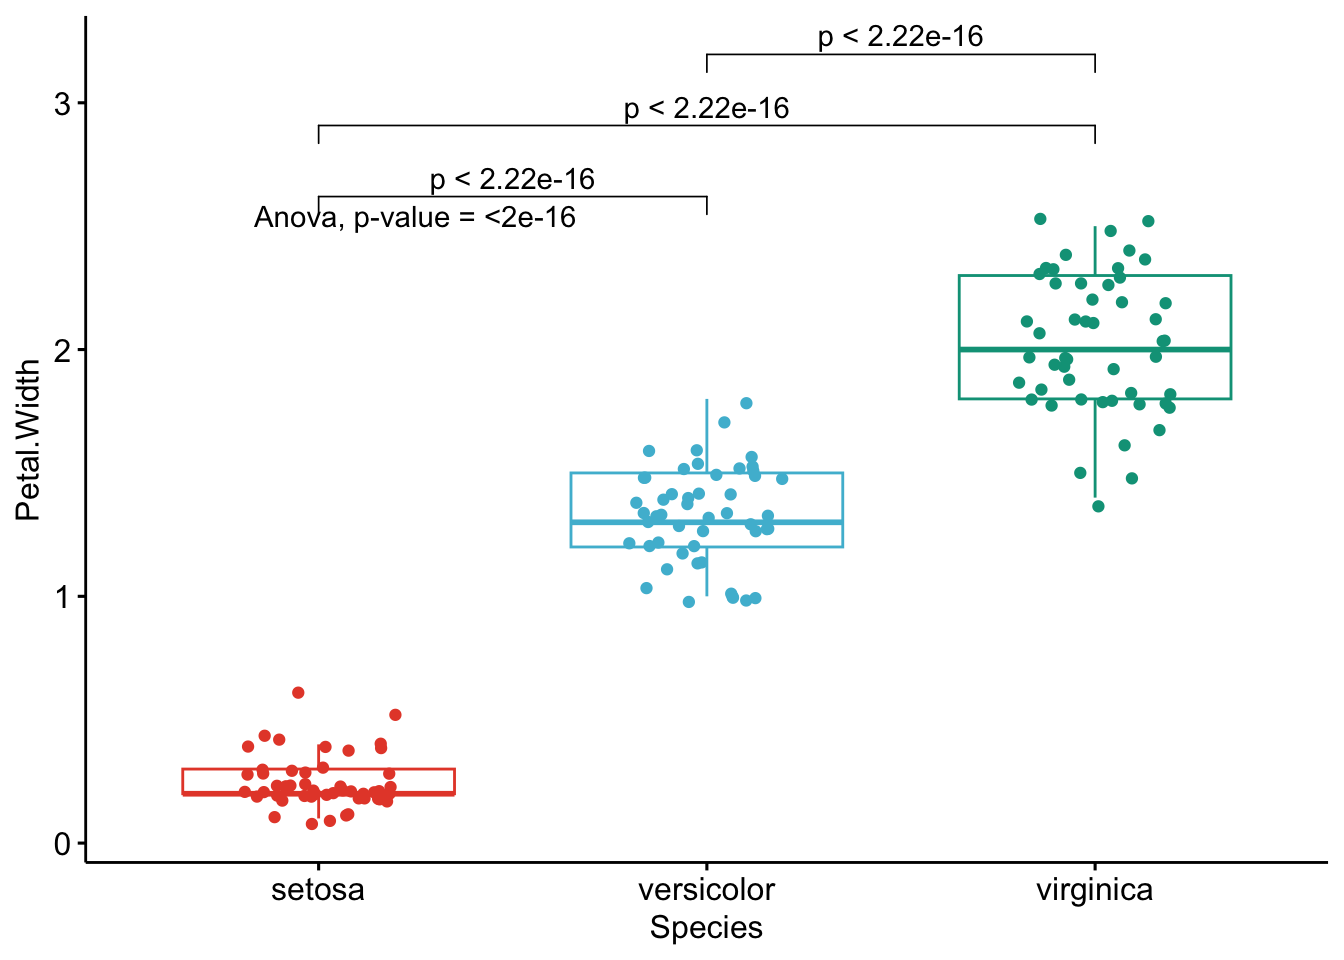 p < 2.22e-16
3
p < 2.22e-16
p < 2.22e-16
Anova, p-value = <2e-16
2
Petal.Width
1
0
setosa versicolor virginica
Species